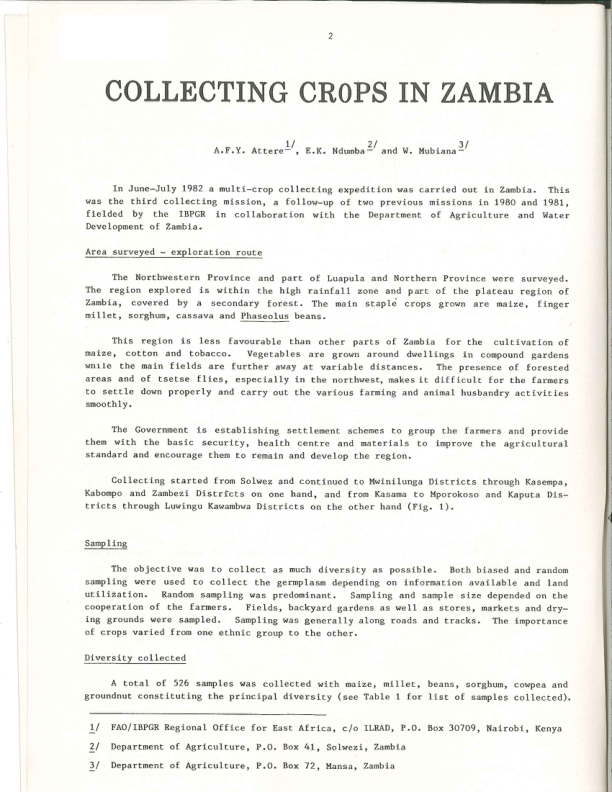 2
COLLECTING CROPS IN ZAMBIA
A.F.Y. Attere 1/, E.K. Ndumba 2/ and W. Mubiana 3/
In June-July 1982 a multi-crop collecting expedition was carried out in Zambia. This
was the third collecting mission, a follow-up of two previous missions in 1980 and 1981,
fielded by the IBPGR in collaboration with the Department of Agriculture and Water
Development of Zambia.
Area surveyed - exploration route
The Northwestern Province and part of Luapula and Northern Province were surveyed.
The region explored is within the high rainfall zone and part of the plateau region of
Zambia, covered by a secondary forest. The main staple crops grown are maize, finger
millet, sorghum, cassava and Phaseolus beans.
This region is less favourable than other parts of Zambia for the cultivation of
maize, cotton and tobacco. Vegetables are grown around dwellings in compound gardens
while the main fields are further away at variable distances. The presence of forested
areas and of tsetse flies, especially in the northwest, makes it difficult for the farmers
to settle down properly and carry out the various farming and animal husbandry activities
smoothly.
The Government is establishing settlement schemes to group the farmers and provide
them with the basic security, health centre and materials to improve the agricultural
standard and encourage them to remain and develop the region.
Collecting started from Solwez and continued to Mwinilunga Districts through Kasempa,
Kabompo and Zambezi Districts on one hand, and from Kasama to Mporokoso and Kaputa Dis-
tricts through Luwingu Kawambwa Districts on the other hand (Fig. 1).
Sampling
The objective was to collect as much diversity as possible. Both biased and random
sampling were used to collect the germplasm depending on information available and land
utilization. Random sampling was predominant. Sampling and sample size depended on the
cooperation of the farmers. Fields, backyard gardens as well as stores, markets and dry-
ing grounds were sampled. Sampling was generally along roads and tracks. The importance
of crops varied from one ethnic group to the other.
Diversity collected
A total of 526 samples was collected with maize, millet, beans, sorghum, cowpea and
groundnut constituting the principal diversity (see Table 1 for list of samples collected).
1/ FAO/IBPGR Regional Office for East Africa, c/o ILRAD, P.O. Box 30709, Nairobi, Kenya
2/ Department of Agriculture, P.O. Box 41, Solwezi, Zambia
3/ Department of Agriculture, P.O. Box 72, Mansa, Zambia